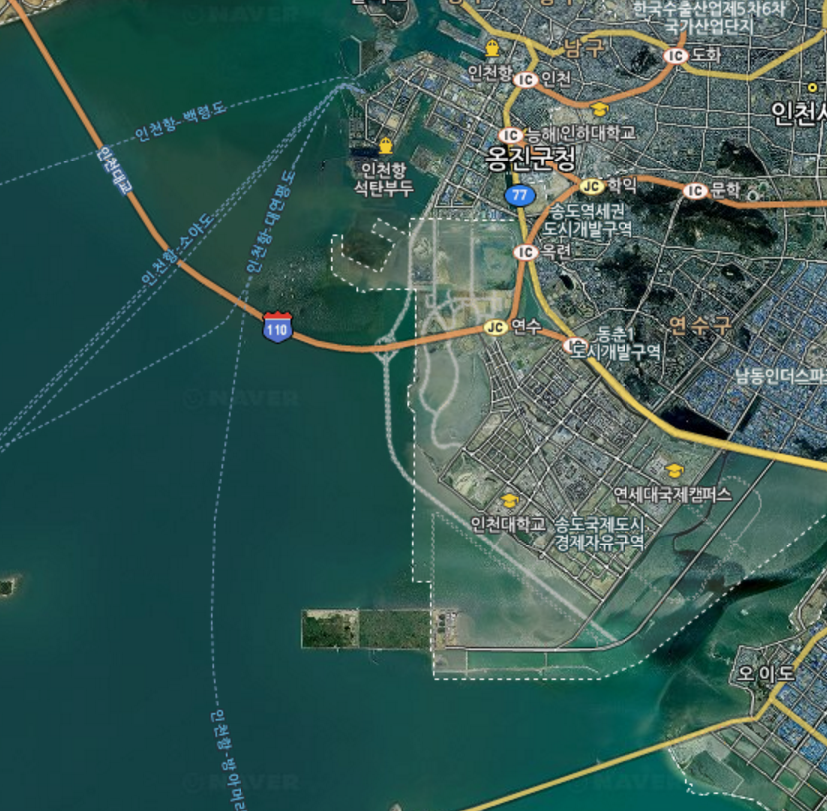 한국수출산업제5차6차
국가산업단지
남구
IC 도화
인천항
IC 인천
인천시
인천항-백령도
IC 능해
인하대학교
옹진군청
인천대교
인천항
석탄부두
77
JC 학익
IC 문학
인천항-대연평도
송도역세권
도시개발구역
인천항-소야도
IC 옥련
110
JC 연수
동춘1
도시개발구역
연수구
남동인더스파
NAVER
연세대국제캠퍼스
인천대학교
송도국제도시
경제자유구역
오이도
인천항-방아머리
NAVER